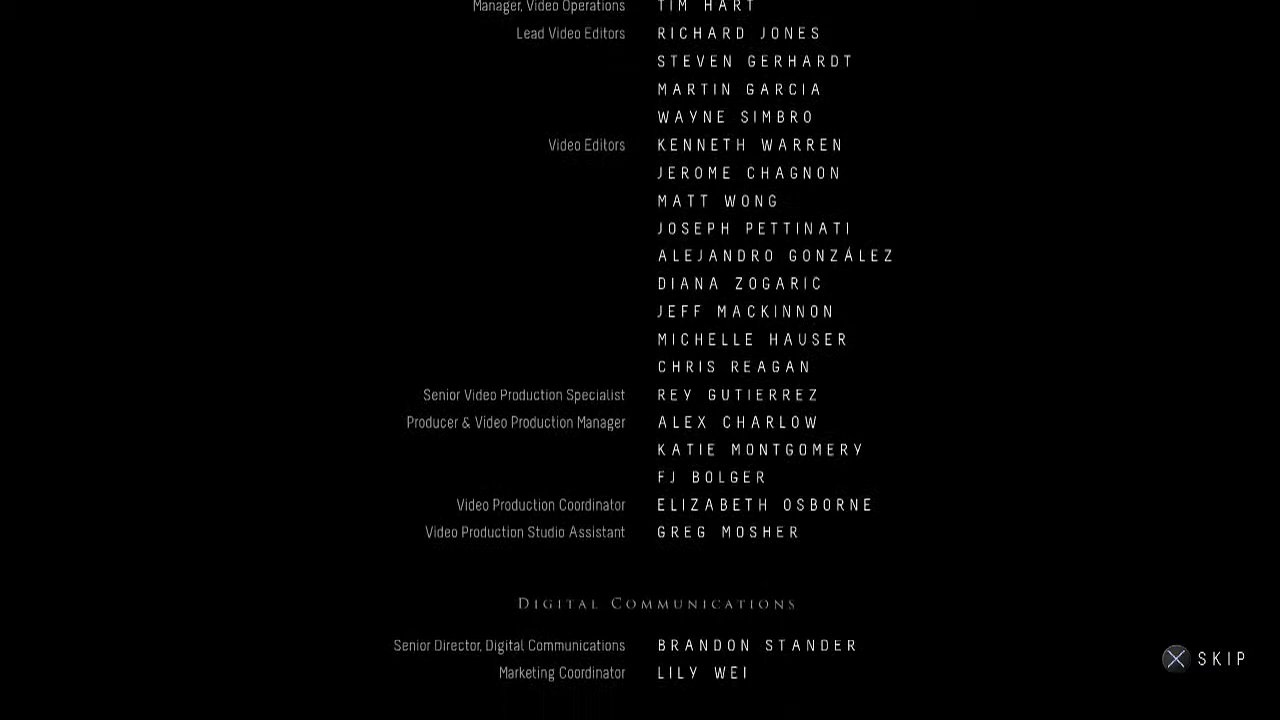 Manager, Video Operations TIM HART
Lead Video Editors RICHARD JONES
STEVEN GERHARDT
MARTIN GARCIA
WAYNE SIMBRO
Video Editors KENNETH WARREN
JEROME CHAGNON
MATT WONG
JOSEPH PETTINATI
ALEJANDRO GONZÁLEZ
DIANA ZOGARIC
JEFF MACKINNON
MICHELLE HAUSER
CHRIS REAGAN
Senior Video Production Specialist REY GUTIERREZ
Producer & Video Production Manager ALEX CHARLOW
KATIE MONTGOMERY
FJ BOLGER
Video Production Coordinator ELIZABETH OSBORNE
Video Production Studio Assistant GREG MOSHER
DIGITAL COMMUNICATIONS
Senior Director, Digital Communications BRANDON STANDER
Marketing Coordinator LILY WEI
SKIP